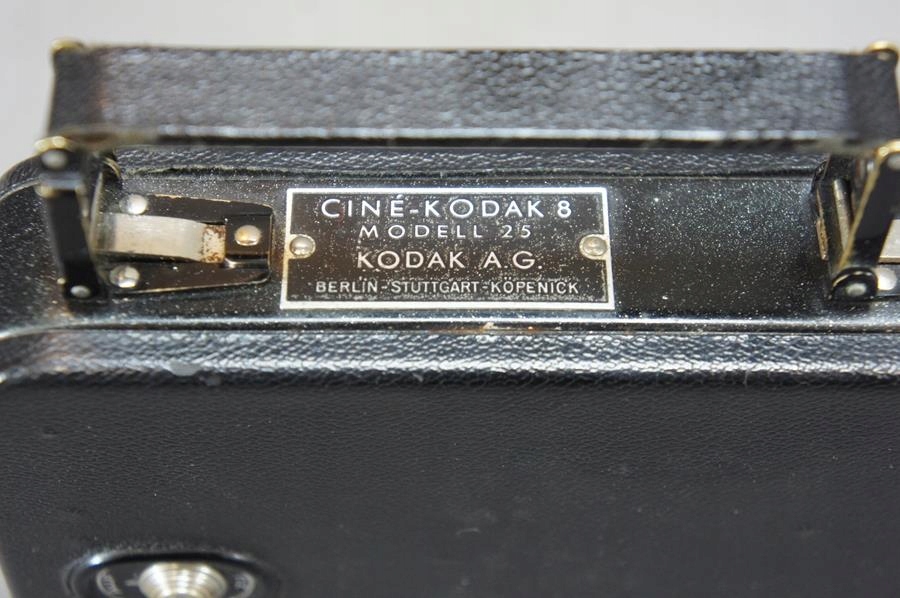 CINÉ-KODAK 8
MODELL 25
KODAK A.G.
BERLIN-STUTTGART-KÖPENICK